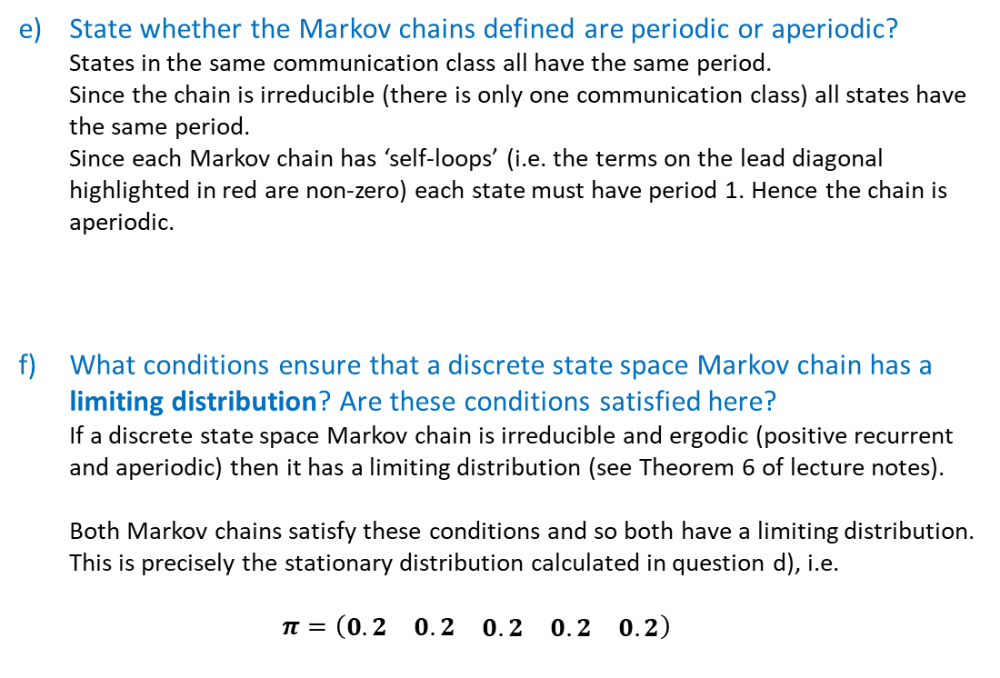 e) State whether the Markov chains defined are periodic or aperiodic?
States in the same communication class all have the same period.
Since the chain is irreducible (there is only one communication class) all states have
the same period.
Since each Markov chain has ‘self-loops’ (i.e. the terms on the lead diagonal
highlighted in red are non-zero) each state must have period 1. Hence the chain is
aperiodic.
f) What conditions ensure that a discrete state space Markov chain has a
limiting distribution? Are these conditions satisfied here?
If a discrete state space Markov chain is irreducible and ergodic (positive recurrent
and aperiodic) then it has a limiting distribution (see Theorem 6 of lecture notes).
Both Markov chains satisfy these conditions and so both have a limiting distribution.
This is precisely the stationary distribution calculated in question d), i.e.
π = (0.2 0.2 0.2 0.2 0.2)